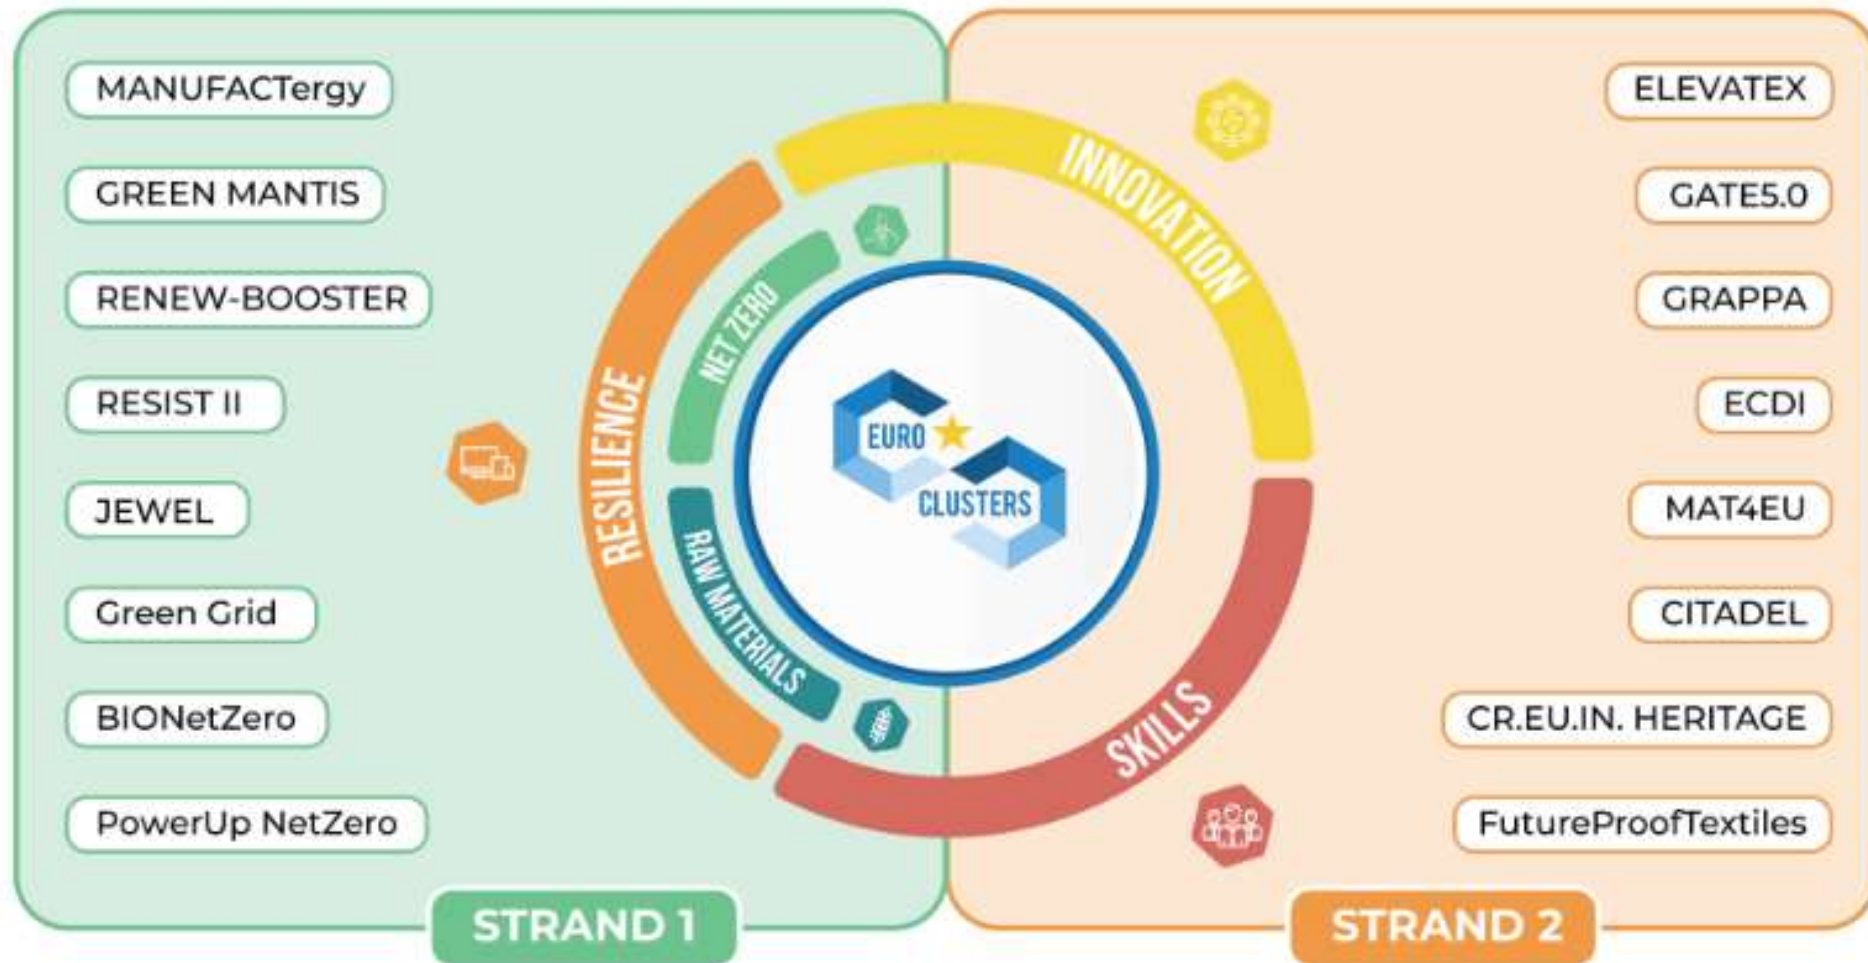 MANUFACTergy
GREEN MANTIS
RENEW-BOOSTER
RESIST II
JEWEL
Green Grid
BIONetZero
PowerUp NetZero
STRAND 1
RESILIENCE
NET ZERO
RAW MATERIALS
INNOVATION
SKILLS
EURO
CLUSTERS
ELEVATEX
GATE5.0
GRAPPA
ECDI
MAT4EU
CITADEL
CR.EU.IN. HERITAGE
FutureProofTextiles
STRAND 2